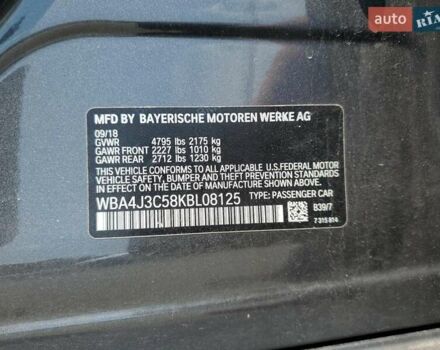 auto RIA
MFD BY BAYERISCHE MOTOREN WERKE AG
09/18
GVWR 4795 lbs 2175 kg
GAWR FRONT 2227 lbs 1010 kg
GAWR REAR 2712 lbs 1230 kg
THIS VEHICLE CONFORMS TO ALL APPLICABLE U.S.FEDERAL MOTOR
VEHICLE SAFETY, BUMPER, AND THEFT PREVENTION STANDARDS
IN EFFECT ON THE DATE OF MANUFACTURE SHOWN ABOVE.
WBA4J3C58KBL08125 TYPE: PASSENGER CAR
B39/7
7 315 814